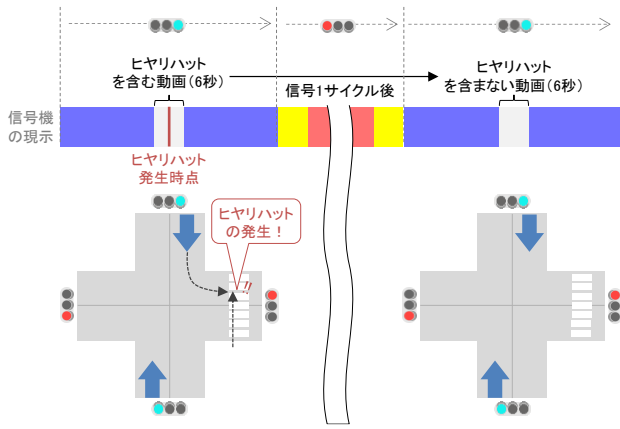 ヒヤリハット
を含む動画(6秒)
信号1サイクル後
ヒヤリハット
を含まない動画(6秒)
信号機
の現示
ヒヤリハット
発生時点
ヒヤリハット
の発生!
!!